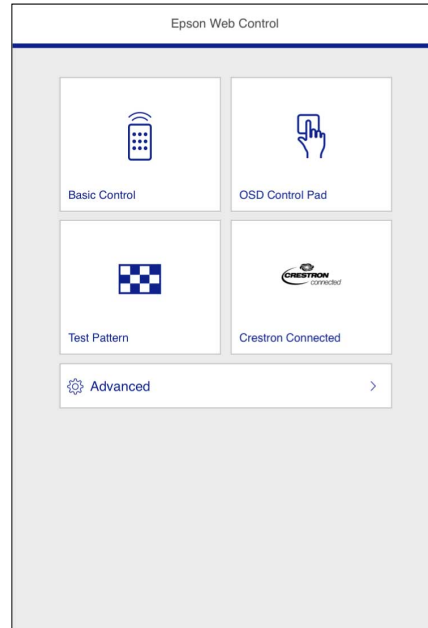 Epson Web Control
Basic Control
OSD Control Pad
CRESTRON
connected
Test Pattern
Crestron Connected
Advanced